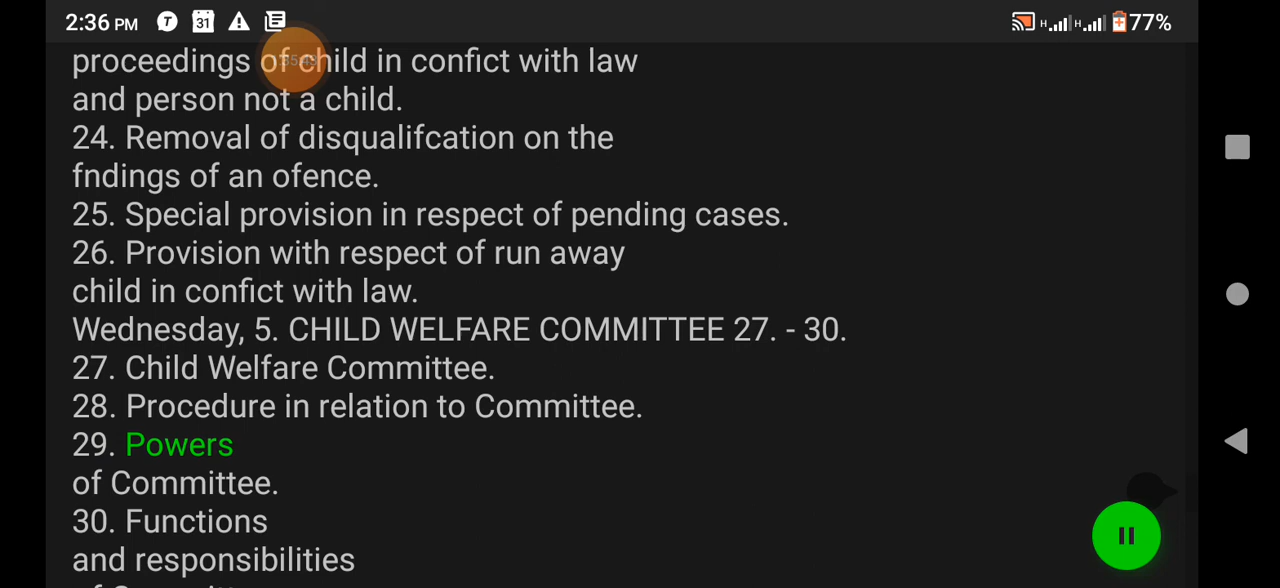 2:36 PM T 31 H H 77%
proceedings of child in confict with law
and person not a child.
24. Removal of disqualifcation on the
fndings of an ofence.
25. Special provision in respect of pending cases.
26. Provision with respect of run away
child in confict with law.
Wednesday, 5. CHILD WELFARE COMMITTEE 27. - 30.
27. Child Welfare Committee.
28. Procedure in relation to Committee.
29. Powers
of Committee.
30. Functions
and responsibilities